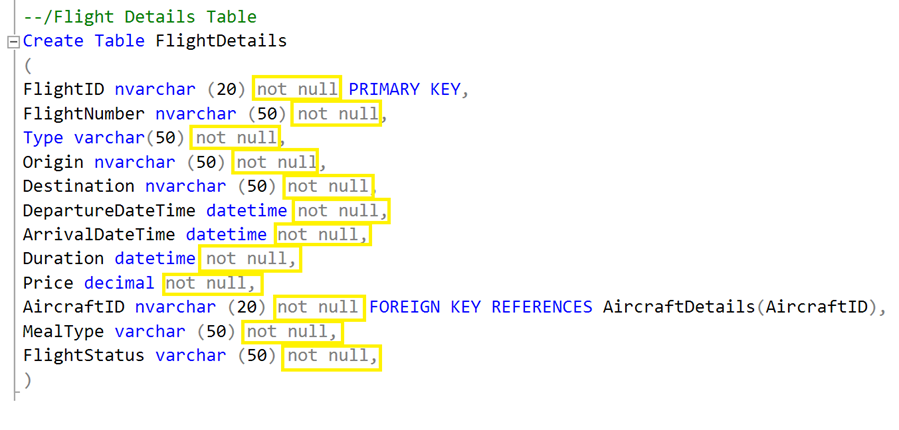 --/Flight Details Table
Create Table FlightDetails
(
FlightID nvarchar (20) not null PRIMARY KEY,
FlightNumber nvarchar (50) not null,
Type varchar(50) not null,
Origin nvarchar (50) not null,
Destination nvarchar (50) not null,
DepartureDateTime datetime not null,
ArrivalDateTime datetime not null,
Duration datetime not null,
Price decimal not null,
AircraftID nvarchar (20) not null FOREIGN KEY REFERENCES AircraftDetails(AircraftID),
MealType varchar (50) not null,
FlightStatus varchar (50) not null,
)